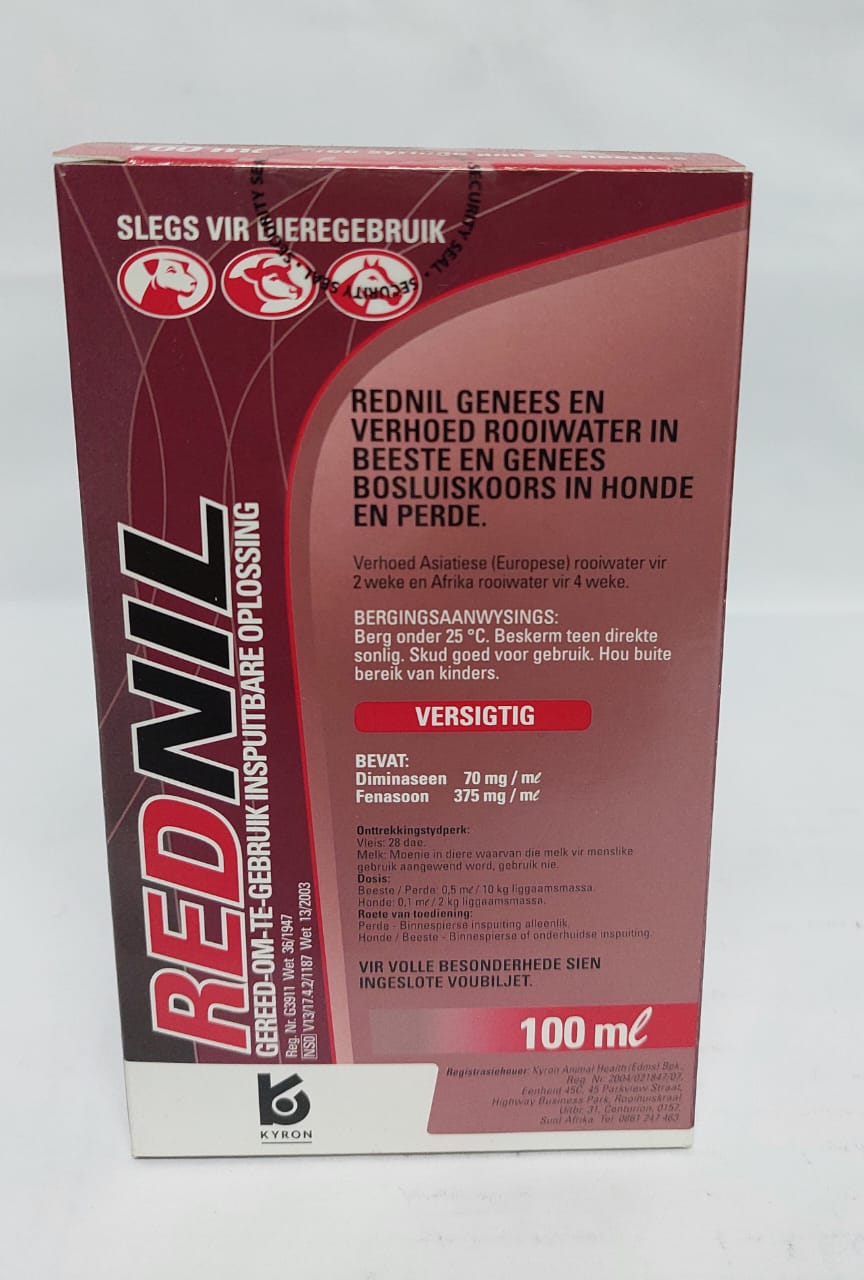 100 ml
SECURITY SEAL • SECURITY SEAL • SECURITY SEAL
SLEGS VIR DIEREGEBRUIK
REDNIL GENEES EN
VERHOED ROOIWATER IN
BEESTE EN GENEES
BOSLUISKOORS IN HONDE
EN PERDE.
Verhoed Asiatiese (Europese) rooiwater vir
2 weke en Afrika rooiwater vir 4 weke.
BERGINGSAANWYSINGS:
Berg onder 25 °C. Beskerm teen direkte
sonlig. Skud goed voor gebruik. Hou buite
bereik van kinders.
VERSIGTIG
BEVAT:
Diminaseen 70 mg / mℓ
Fenasoon 375 mg / mℓ
Onttrekkingstydperk:
Vleis: 28 dae.
Melk: Moenie in diere waarvan die melk vir menslike
gebruik aangewend word, gebruik nie.
Dosis:
Beeste / Perde: 0,5 mℓ / 10 kg liggaamsmassa.
Honde: 0,1 mℓ / 2 kg liggaamsmassa.
Roete van toediening:
Perde - Binnespierse inspuiting alleenlik.
Honde / Beeste - Binnespierse of onderhuidse inspuiting.
VIR VOLLE BESONDERHEDE SIEN
INGESLOTE VOUBILJET.
100 mℓ
REDNIL
GEREED-OM-TE-GEBRUIK INSPUITBARE OPLOSSING
Reg. Nr. G3911 Wet 36/1947
NS0 V13/17.4.2/1187 Wet 13/2003
KYRON
Registrasiehouer: Kyron Animal Health (Edms) Bpk.,
Reg. Nr. 2004/021847/07,
Eenheid 45C, 45 Parkview Straat,
Highway Business Park, Rooihuiskraal
Uitbr. 31, Centurion, 0157,
Suid Afrika. Tel. 0861 247 463.